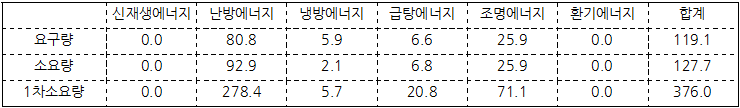 신재생에너지 난방에너지 냉방에너지 급탕에너지 조명에너지 환기에너지 합계
요구량 0.0 80.8 5.9 6.6 25.9 0.0 119.1
소요량 0.0 92.9 2.1 6.8 25.9 0.0 127.7
1차소요량 0.0 278.4 5.7 20.8 71.1 0.0 376.0